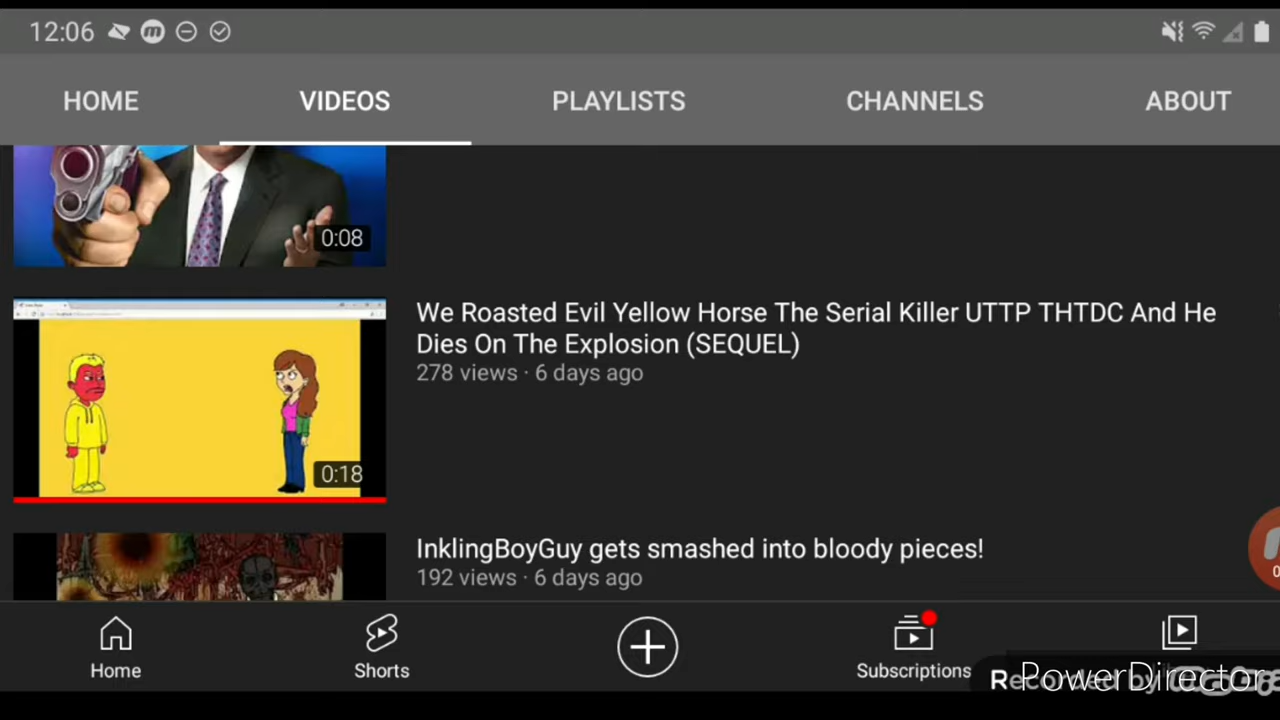 12:06
HOME VIDEOS PLAYLISTS CHANNELS ABOUT
0:08
We Roasted Evil Yellow Horse The Serial Killer UTTP THTDC And He
Dies On The Explosion (SEQUEL)
278 views · 6 days ago
0:18
InklingBoyGuy gets smashed into bloody pieces!
192 views · 6 days ago
Home Shorts Subscriptions
Recorded by
PowerDirector